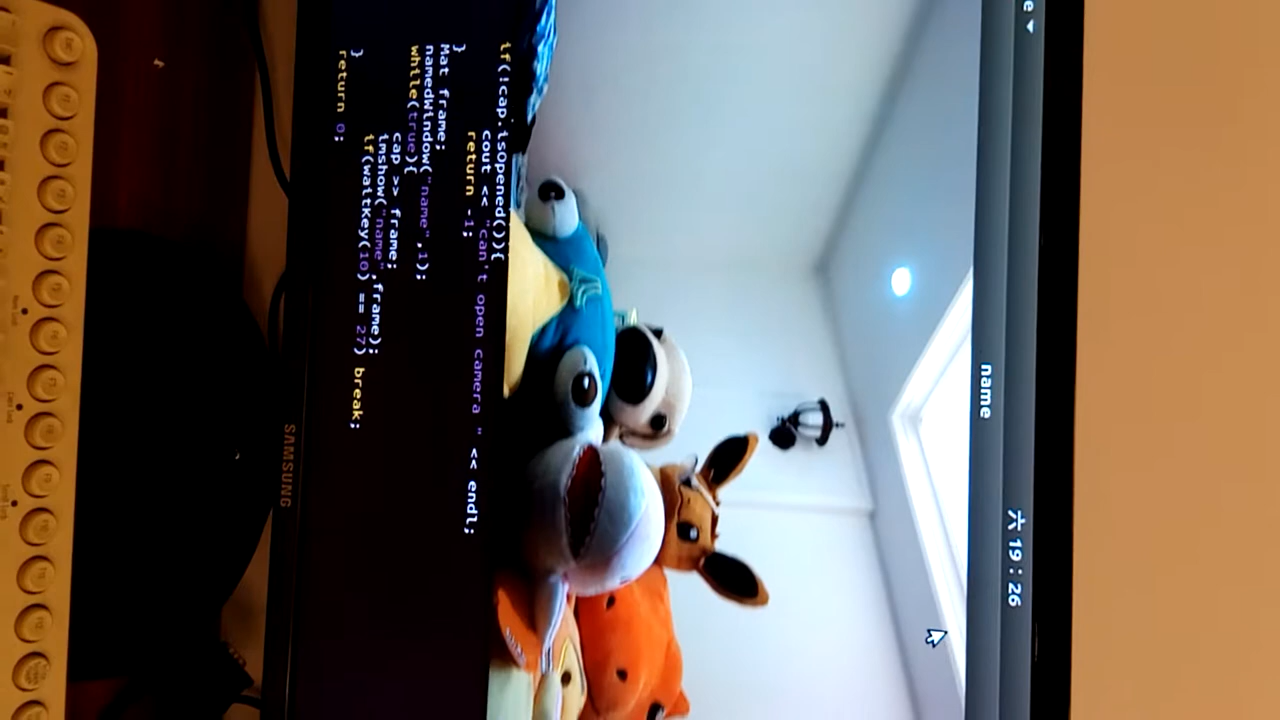 e
六 19 : 26
name
if(!cap.isOpened()){
cout << "can't open camera " << endl;
return -1;
}
Mat frame;
namedWindow("name",1);
while(true){
cap >> frame;
imshow("name",frame);
if(waitKey(10) == 27) break;
}
return 0;
SAMSUNG